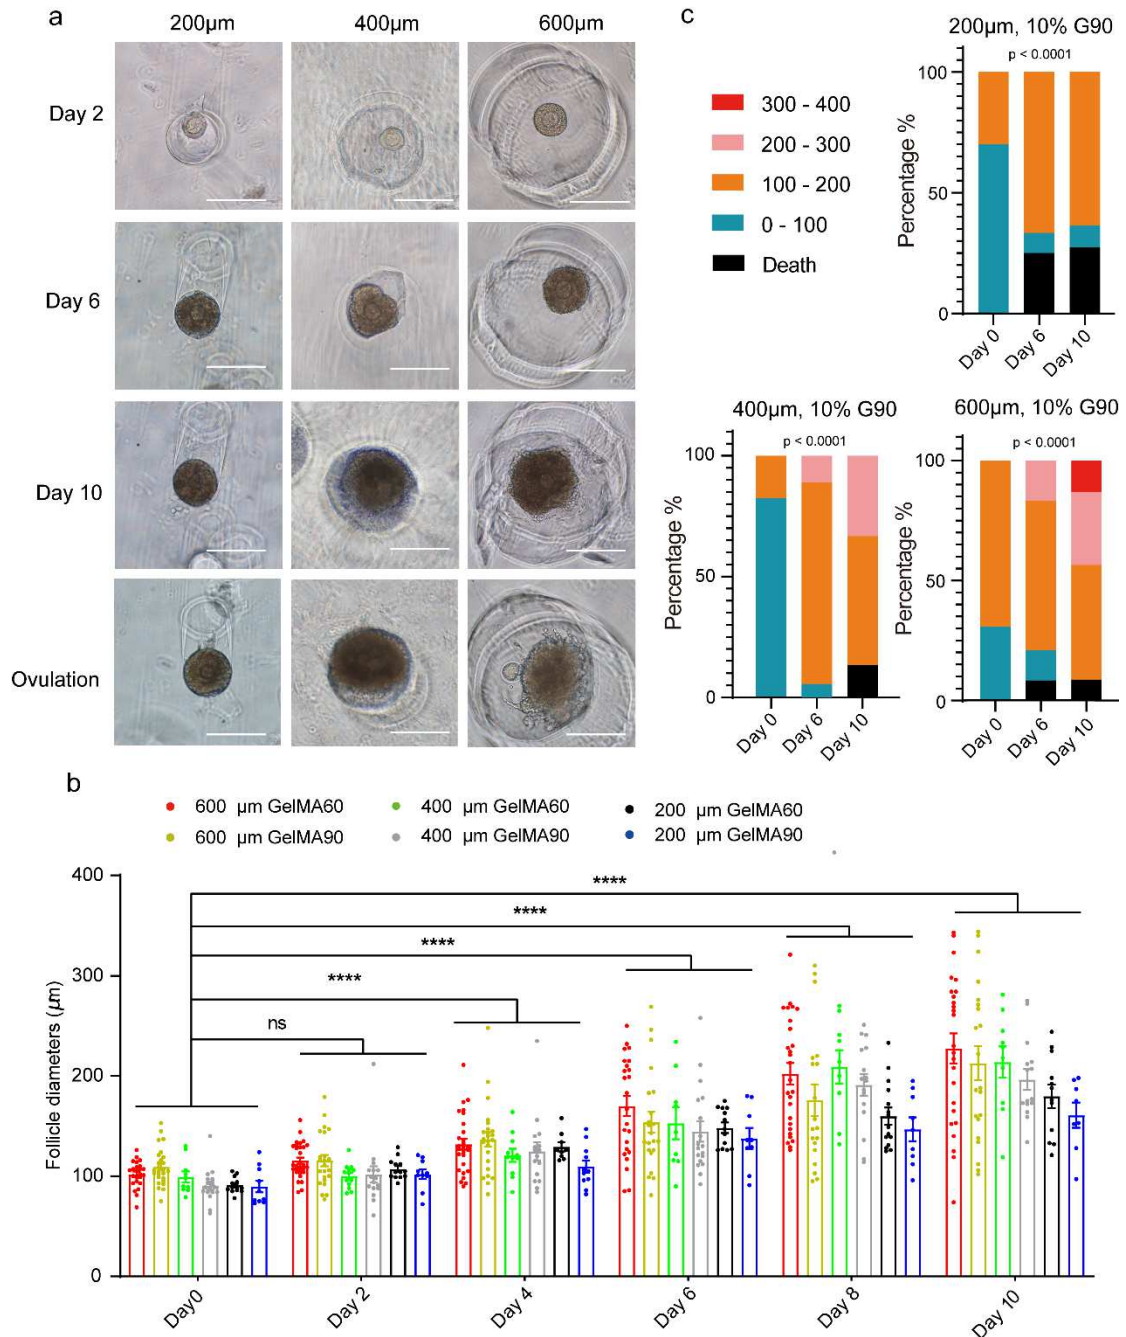 a
200µm
400µm
600µm
Day 2
Day 6
Day 10
Ovulation
c
300 - 400
200 - 300
100 - 200
0 - 100
Death
200µm, 10% G90
p < 0.0001
Percentage %
100
50
0
Day 0
Day 6
Day 10
400µm, 10% G90
p < 0.0001
Percentage %
100
50
0
Day 0
Day 6
Day 10
600µm, 10% G90
p < 0.0001
Percentage %
100
50
0
Day 0
Day 6
Day 10
b
600 µm GelMA60
400 µm GelMA60
200 µm GelMA60
600 µm GelMA90
400 µm GelMA90
200 µm GelMA90
Follicle diameters (µm)
400
300
200
100
0
****
****
****
****
ns
Day0
Day 2
Day 4
Day 6
Day 8
Day 10